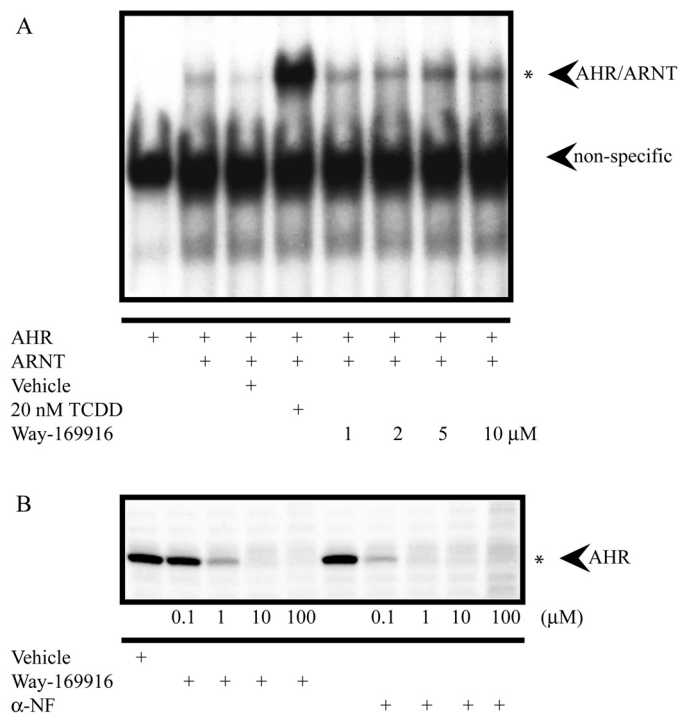 A
* AHR/ARNT
non-specific
AHR + + + + + + + +
ARNT + + + + + + +
Vehicle +
20 nM TCDD +
Way-169916 1 2 5 10 µM
B
* AHR
0.1 1 10 100 0.1 1 10 100 (µM)
Vehicle +
Way-169916 + + + +
α-NF + + + +